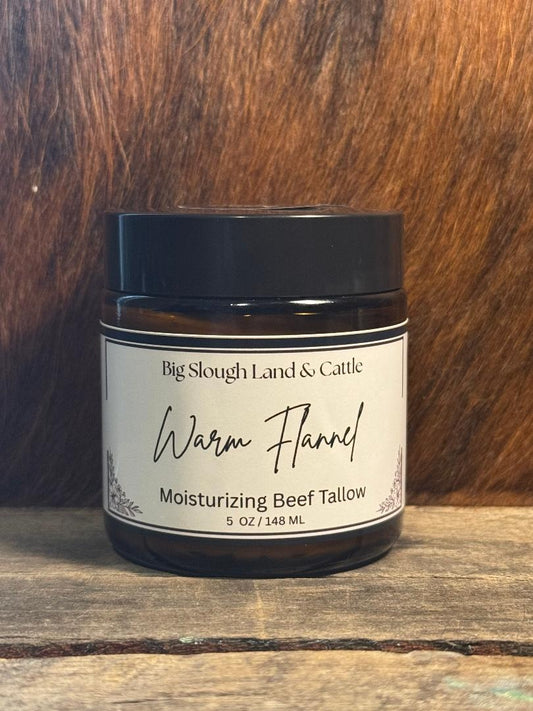 Big Slough Land & Cattle
Warm Flannel
Moisturizing Beef Tallow
5 OZ / 148 ML